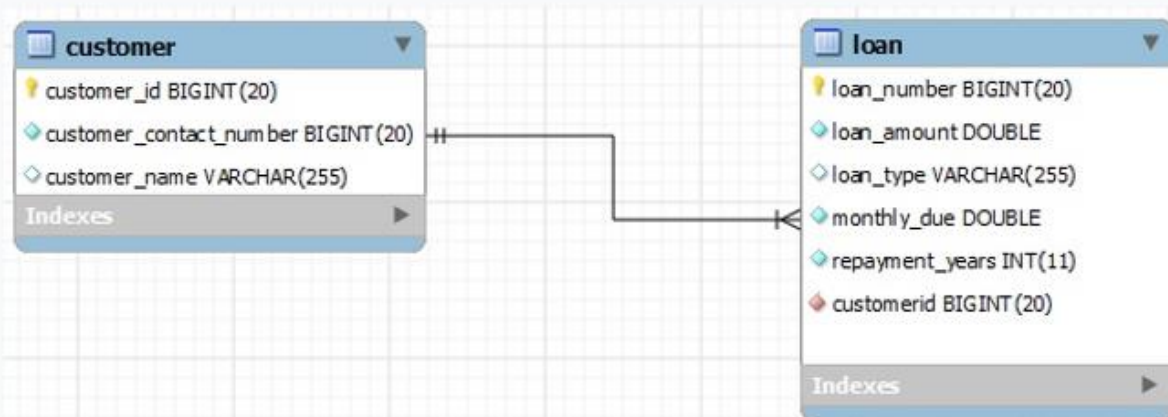 customer
customer_id BIGINT(20)
customer_contact_number BIGINT(20)
customer_name VARCHAR(255)
Indexes
loan
loan_number BIGINT(20)
loan_amount DOUBLE
loan_type VARCHAR(255)
monthly_due DOUBLE
repayment_years INT(11)
customerid BIGINT(20)
Indexes